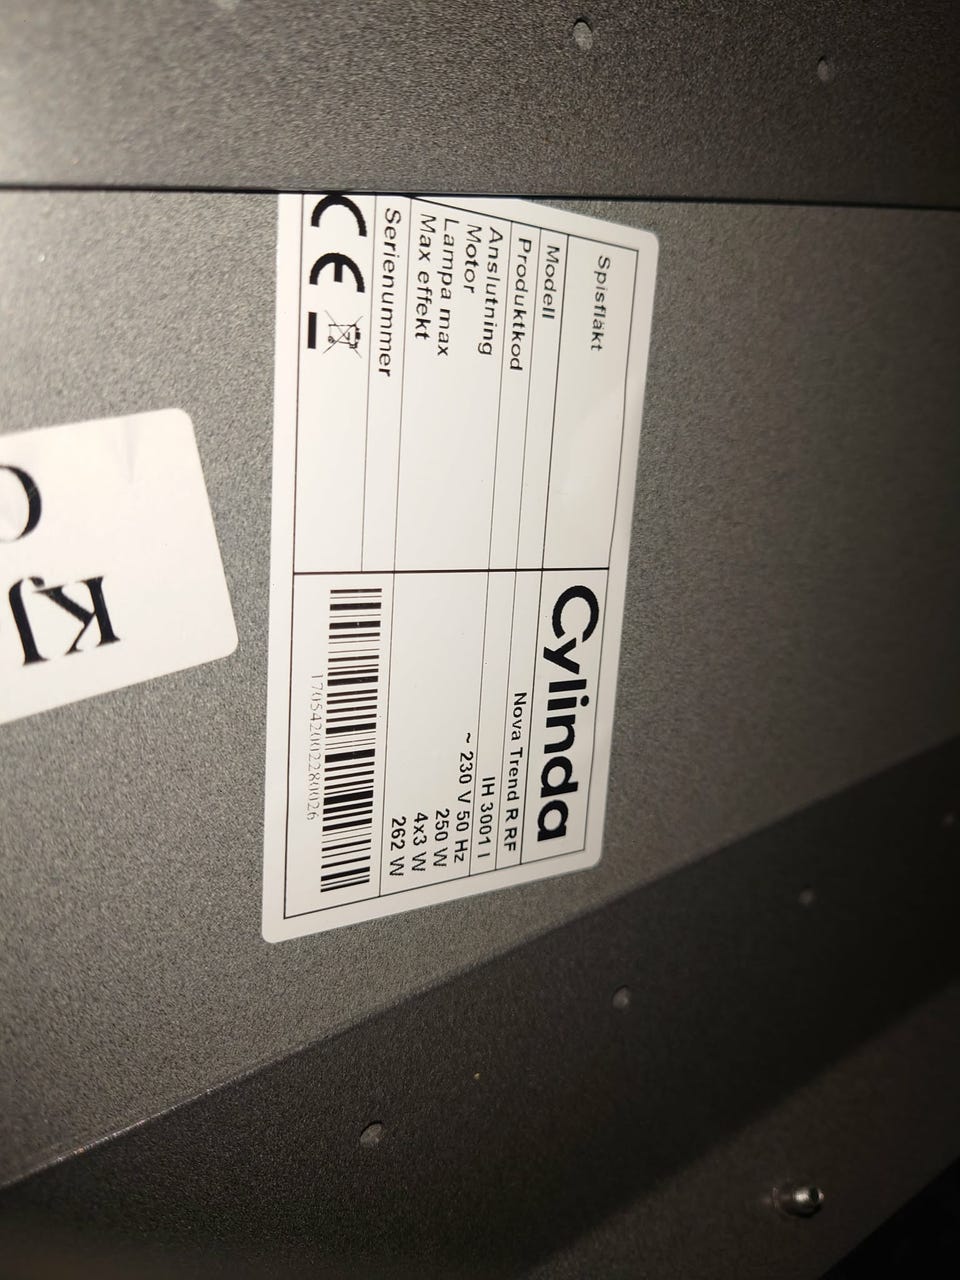 Spisfläkt
Cylinda
Modell Nova Trend R RF
Produktkod IH 3001 I
Anslutning ~ 230 V 50 Hz
Motor 250 W
Lampa max 4x3 W
Max effekt 262 W
Serienummer
CE
170542002280026